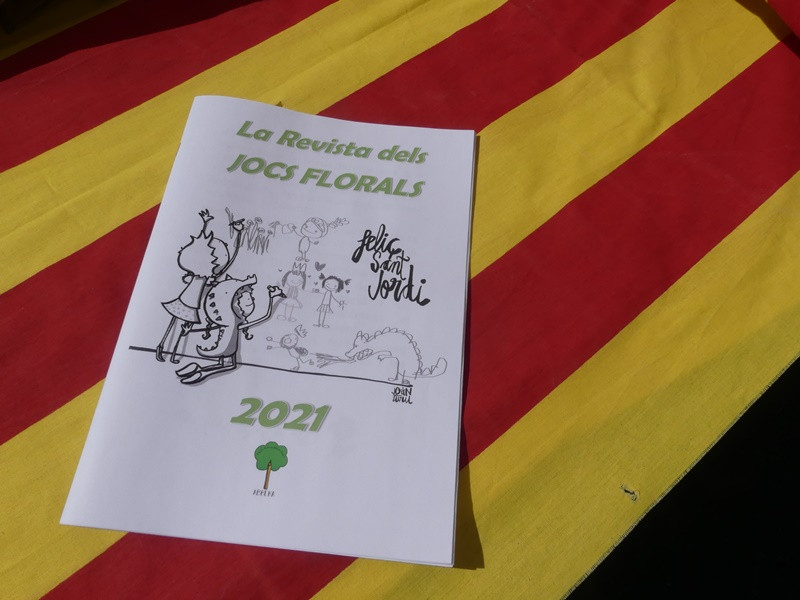 La Revista dels
JOCS FLORALS
feliç
Sant
Jordi
2021